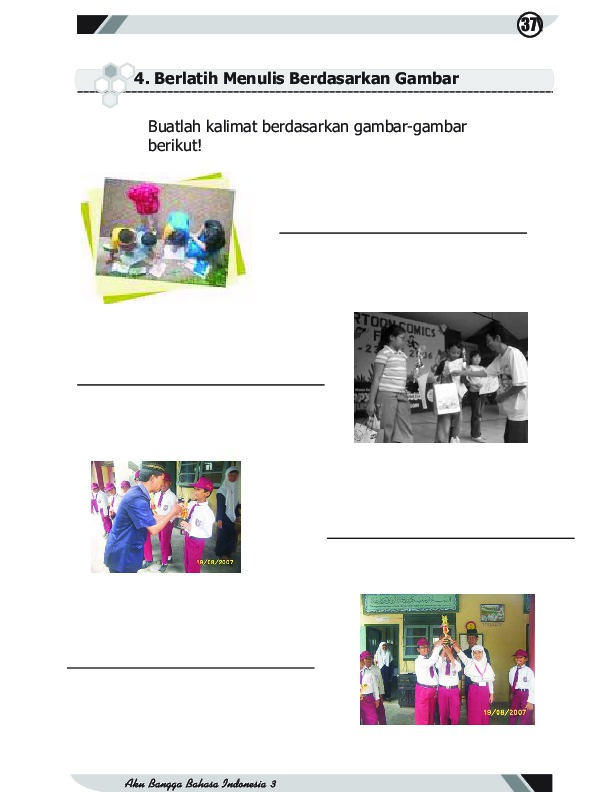 37
4. Berlatih Menulis Berdasarkan Gambar
Buatlah kalimat berdasarkan gambar-gambar
berikut!
RTOON COMICS
19/08/2007
19/08/2007
Aku Bangga Bahasa Indonesia 3